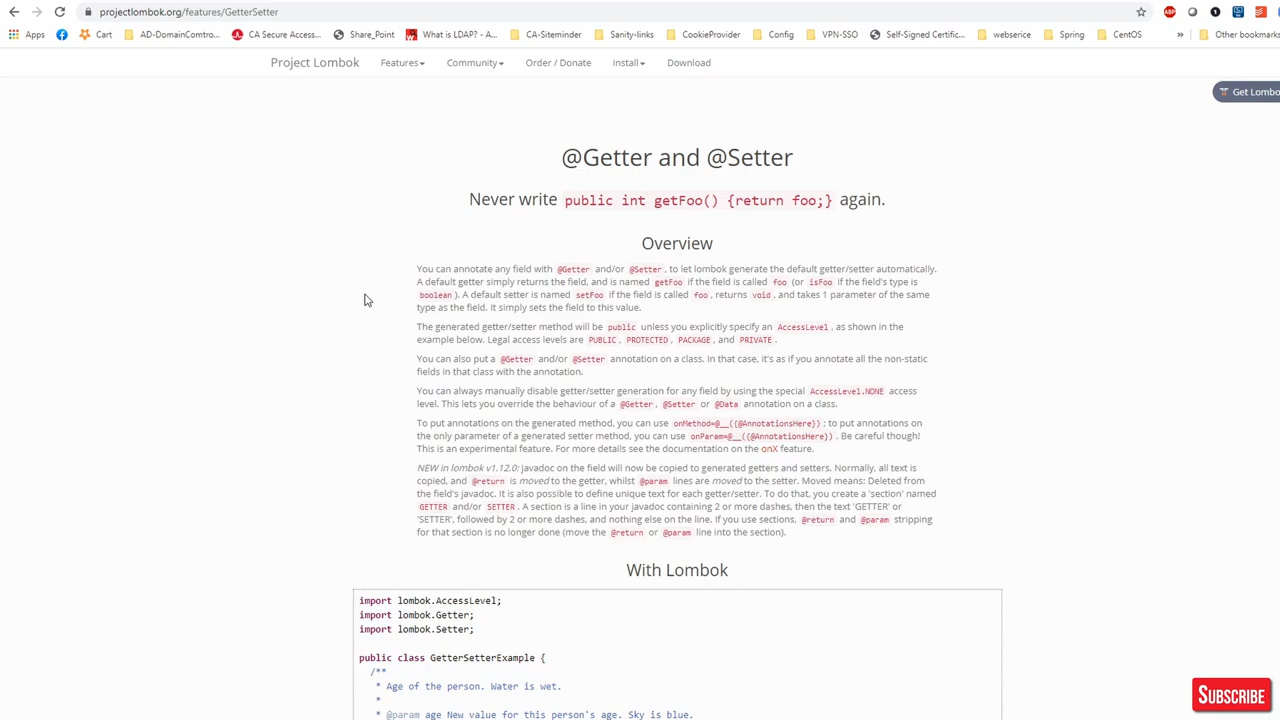 projectlombok.org/features/GetterSetter
ABP
Apps Cart AD-DomainComtro... CA Secure Access... Share_Point What is LDAP? - A... CA-Siteminder Sanity-links CookieProvider Config VPN-SSO Self-Signed Certific... webserice Spring CentOS » Other bookmarks
Project Lombok Features Community Order / Donate Install Download
Get Lombo
@Getter and @Setter
Never write public int getFoo() {return foo;} again.
Overview
You can annotate any field with @Getter and/or @Setter, to let lombok generate the default getter/setter automatically.
A default getter simply returns the field, and is named getFoo if the field is called foo (or isFoo if the field's type is
boolean). A default setter is named setFoo if the field is called foo, returns void, and takes 1 parameter of the same
type as the field. It simply sets the field to this value.
The generated getter/setter method will be public unless you explicitly specify an AccessLevel, as shown in the
example below. Legal access levels are PUBLIC, PROTECTED, PACKAGE, and PRIVATE.
You can also put a @Getter and/or @Setter annotation on a class. In that case, it's as if you annotate all the non-static
fields in that class with the annotation.
You can always manually disable getter/setter generation for any field by using the special AccessLevel.NONE access
level. This lets you override the behaviour of a @Getter, @Setter or @Data annotation on a class.
To put annotations on the generated method, you can use onMethod=@__({@AnnotationsHere}); to put annotations on
the only parameter of a generated setter method, you can use onParam=@__({@AnnotationsHere}). Be careful though!
This is an experimental feature. For more details see the documentation on the onX feature.
NEW in lombok v1.12.0: javadoc on the field will now be copied to generated getters and setters. Normally, all text is
copied, and @return is moved to the getter, whilst @param lines are moved to the setter. Moved means: Deleted from
the field's javadoc. It is also possible to define unique text for each getter/setter. To do that, you create a 'section' named
GETTER and/or SETTER. A section is a line in your javadoc containing 2 or more dashes, then the text 'GETTER' or
'SETTER', followed by 2 or more dashes, and nothing else on the line. If you use sections, @return and @param stripping
for that section is no longer done (move the @return or @param line into the section).
With Lombok
import lombok.AccessLevel;
import lombok.Getter;
import lombok.Setter;
public class GetterSetterExample {
/**
* Age of the person. Water is wet.
*
* @param age New value for this person's age. Sky is blue.
SUBSCRIBE